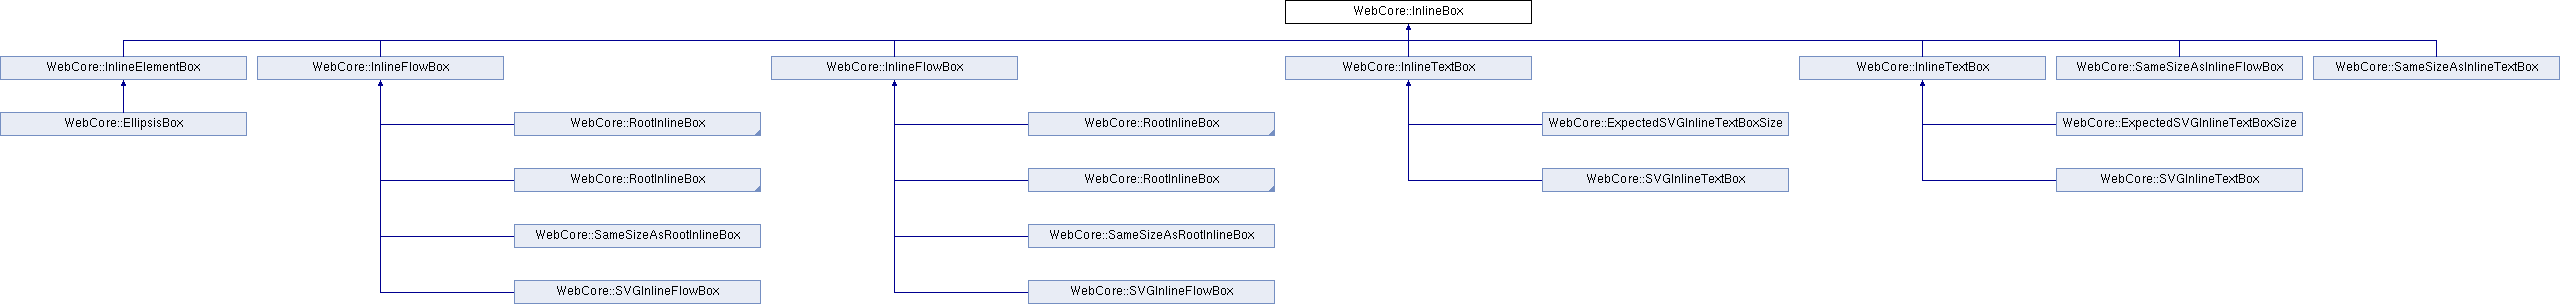 WebCore::InlineBox
WebCore::InlineElementBox
WebCore::InlineFlowBox
WebCore::InlineFlowBox
WebCore::InlineTextBox
WebCore::InlineTextBox
WebCore::SameSizeAsInlineFlowBox
WebCore::SameSizeAsInlineTextBox
WebCore::EllipsisBox
WebCore::RootInlineBox
WebCore::RootInlineBox
WebCore::ExpectedSVGInlineTextBoxSize
WebCore::ExpectedSVGInlineTextBoxSize
WebCore::RootInlineBox
WebCore::RootInlineBox
WebCore::SVGInlineTextBox
WebCore::SVGInlineTextBox
WebCore::SameSizeAsRootInlineBox
WebCore::SameSizeAsRootInlineBox
WebCore::SVGInlineFlowBox
WebCore::SVGInlineFlowBox